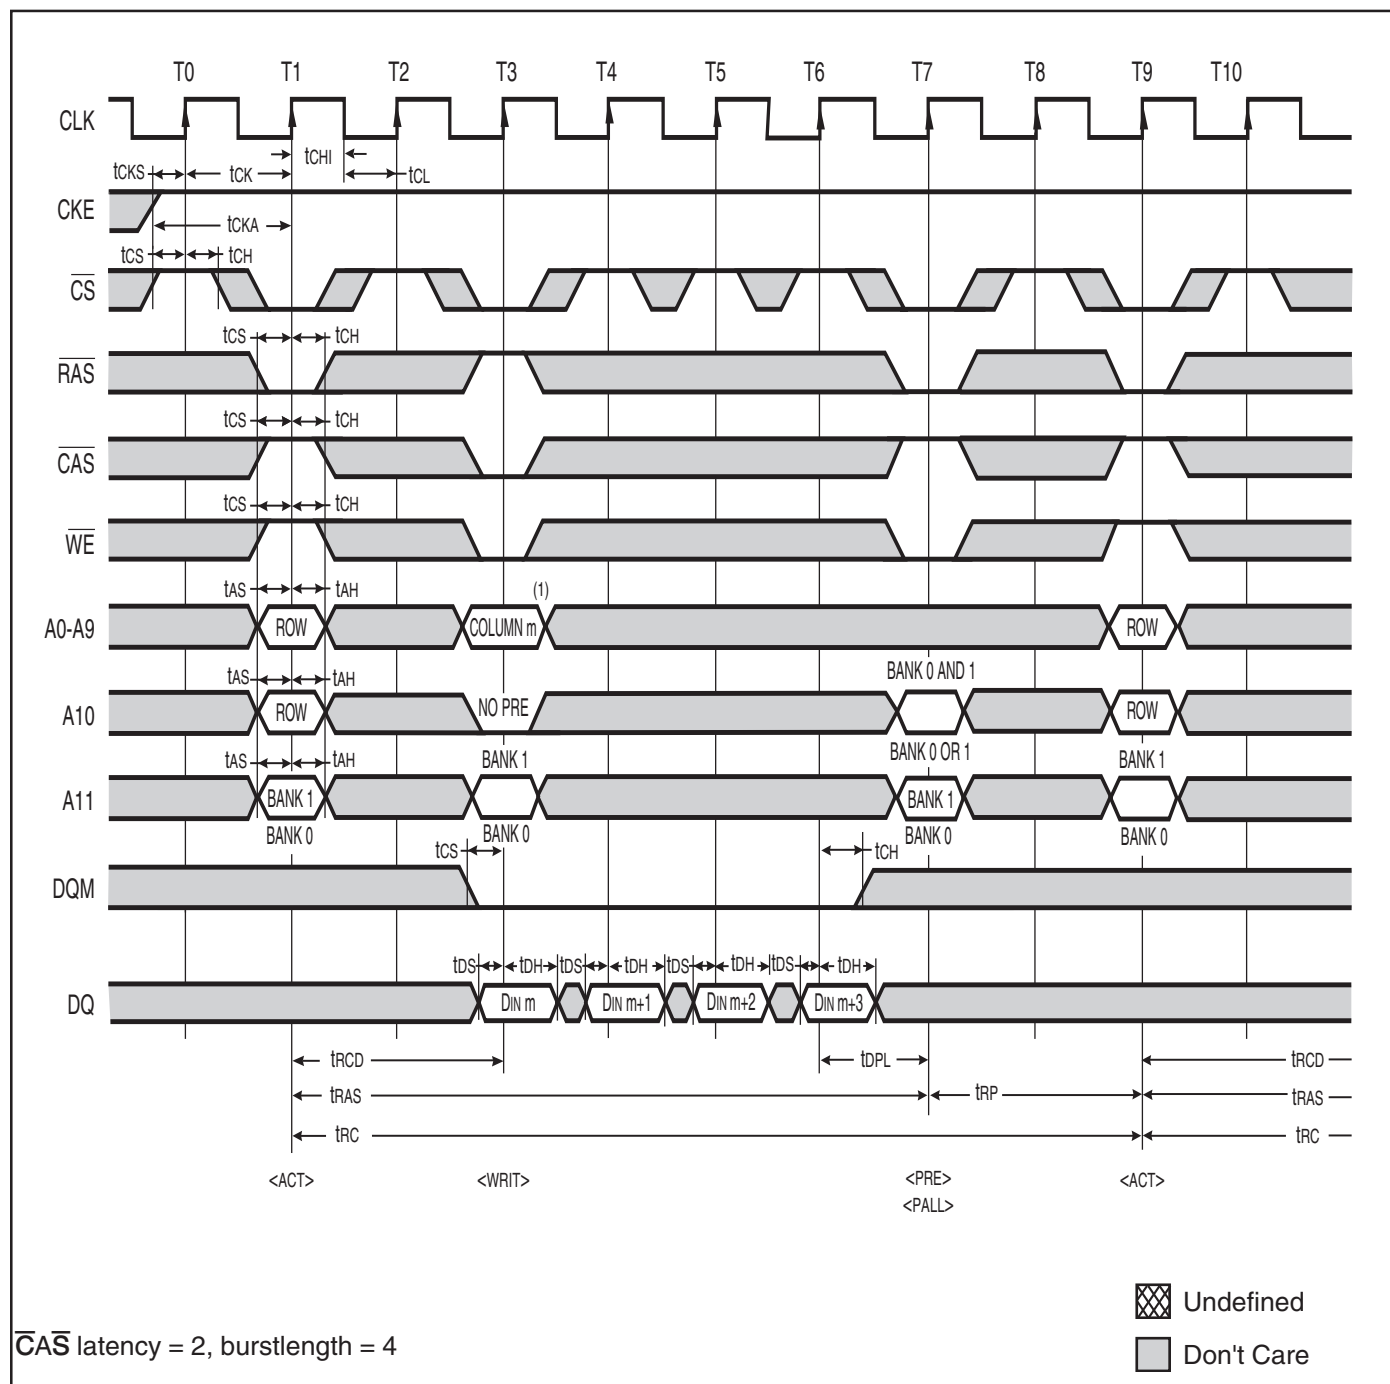 T0 T1 T2 T3 T4 T5 T6 T7 T8 T9 T10
CLK
tCHI
tCKS tCK tCL
CKE
tCKA
tCS tCH
CS
tCS tCH
RAS
tCS tCH
CAS
tCS tCH
WE
tAS tAH (1)
A0-A9 ROW COLUMN m ROW
tAS tAH BANK 0 AND 1
A10 ROW NO PRE ROW
tAS tAH BANK 1 BANK 0 OR 1 BANK 1
A11 BANK 1 BANK 1
BANK 0 BANK 0 BANK 0 BANK 0
tCS tCH
DQM
tDS tDH tDS tDH tDS tDH tDS tDH
DQ DIN m DIN m+1 DIN m+2 DIN m+3
tRCD tDPL tRCD
tRAS tRP tRAS
tRC tRC
<ACT> <WRIT> <PRE> <ACT>
<PALL>
Undefined
CAS latency = 2, burstlength = 4
Don't Care